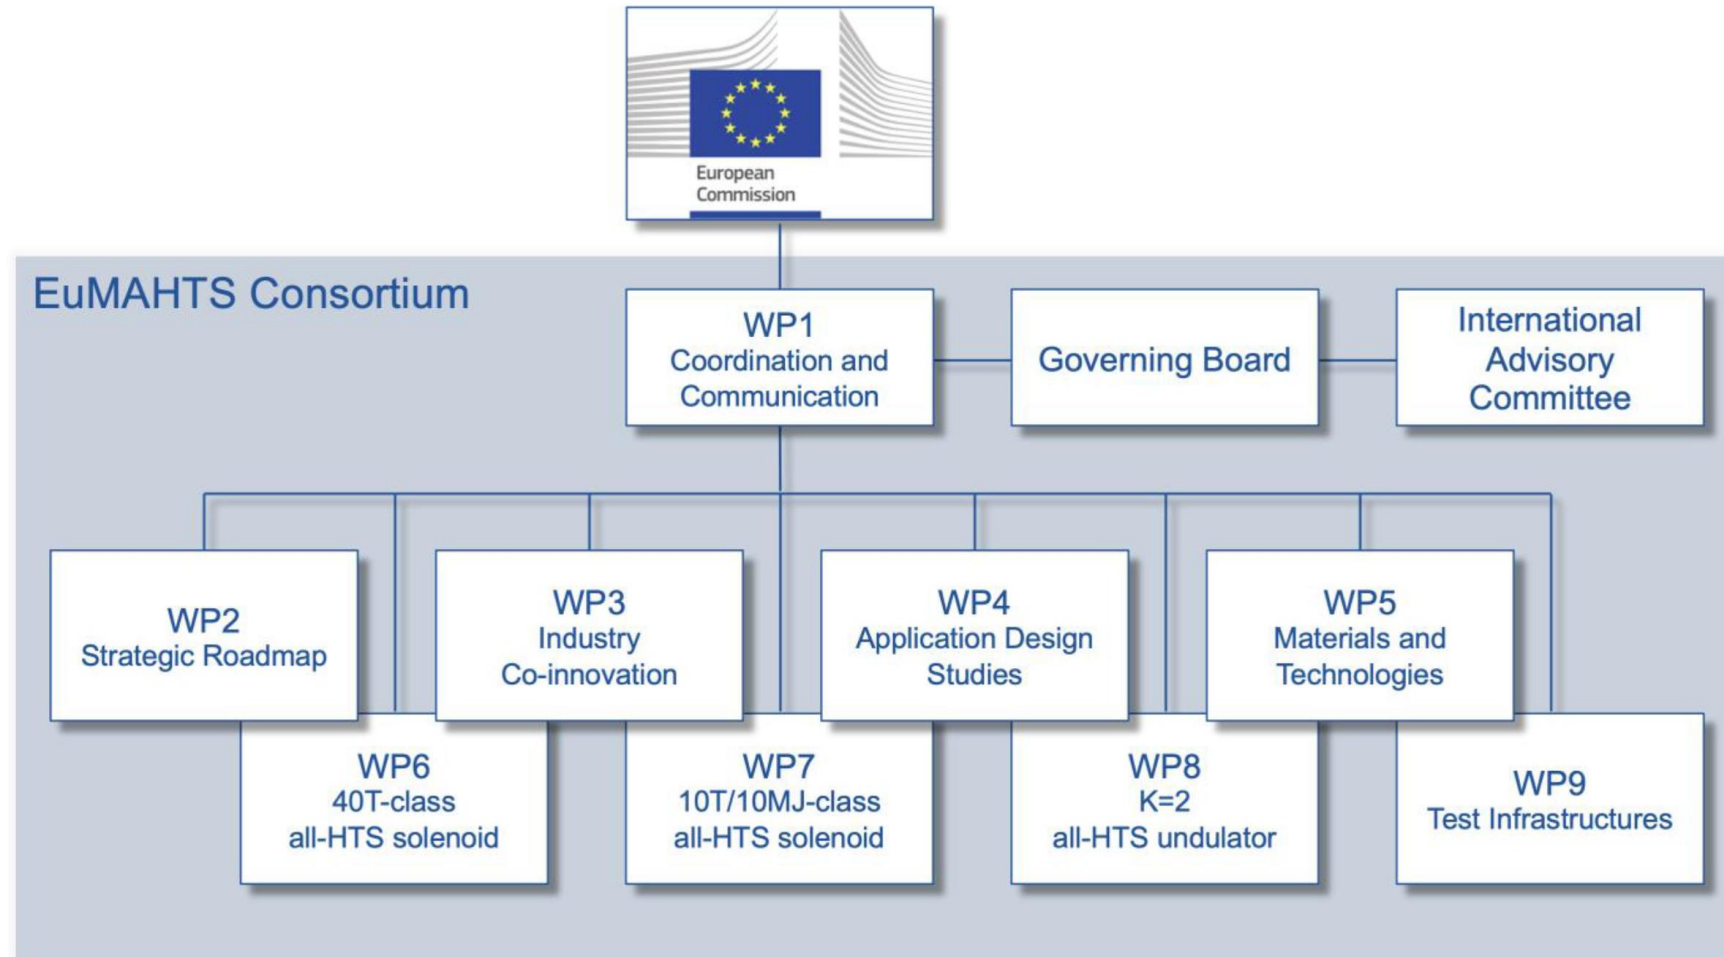 European
Commission
EuMAHTS Consortium
WP1
Coordination and
Communication
Governing Board
International
Advisory
Committee
WP2
Strategic Roadmap
WP3
Industry
Co-innovation
WP4
Application Design
Studies
WP5
Materials and
Technologies
WP6
40T-class
all-HTS solenoid
WP7
10T/10MJ-class
all-HTS solenoid
WP8
K=2
all-HTS undulator
WP9
Test Infrastructures